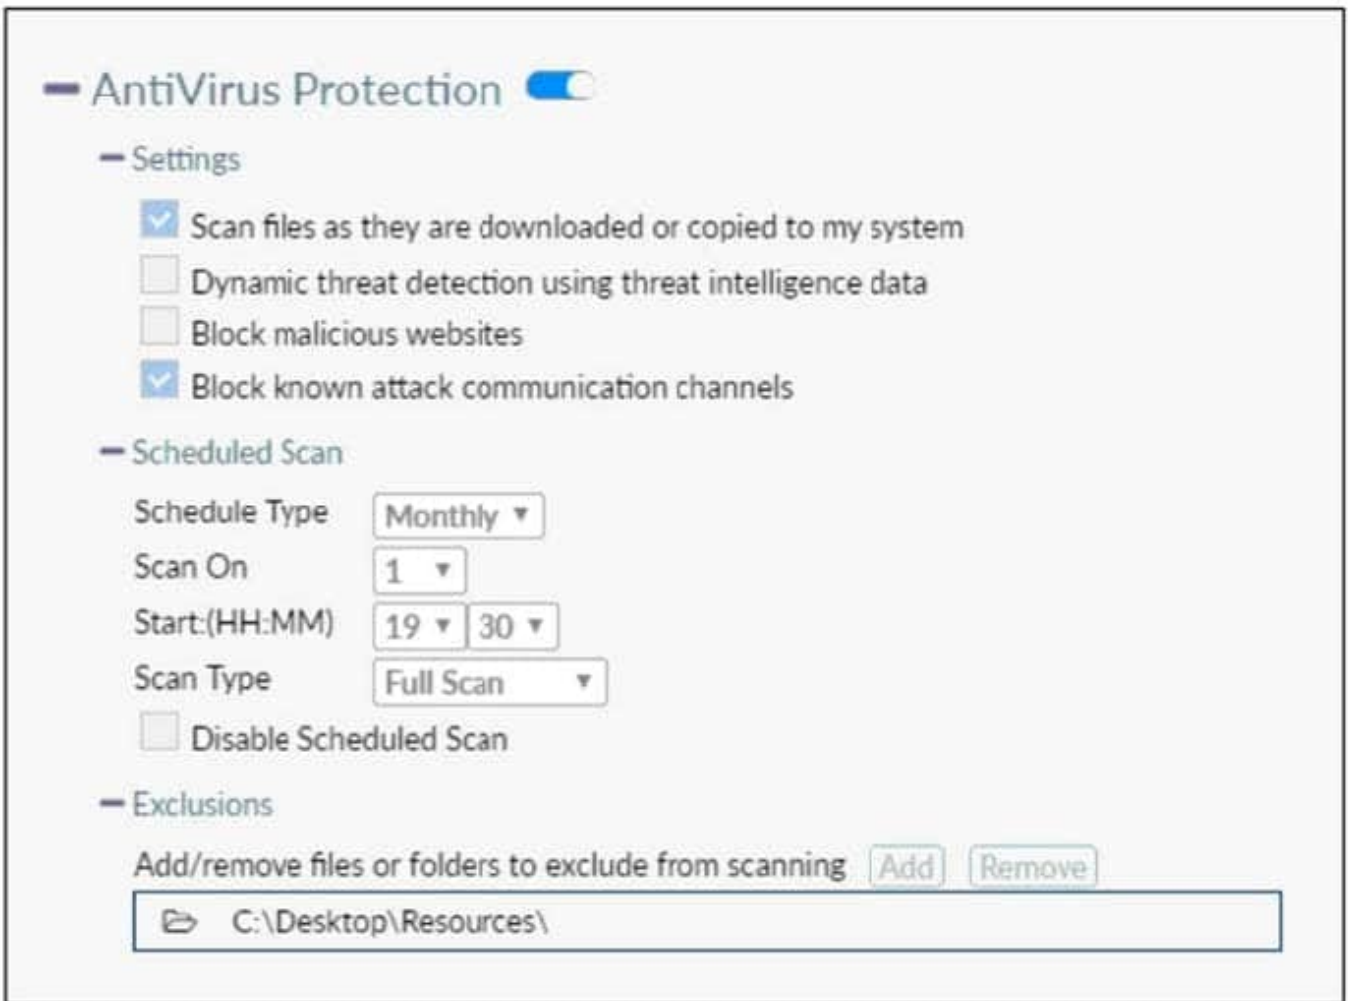 AntiVirus Protection
Settings
Scan files as they are downloaded or copied to my system
Dynamic threat detection using threat intelligence data
Block malicious websites
Block known attack communication channels
Scheduled Scan
Schedule Type Monthly
Scan On 1
Start:(HH:MM) 19 30
Scan Type Full Scan
Disable Scheduled Scan
Exclusions
Add/remove files or folders to exclude from scanning Add Remove
C:\Desktop\Resources\